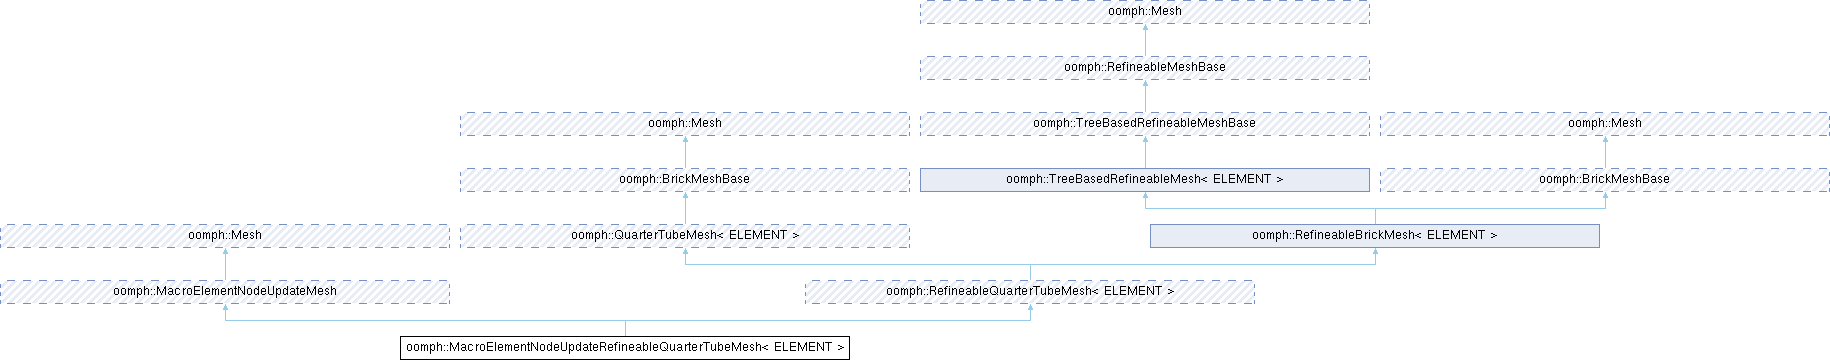 oomph::Mesh
oomph::RefineableMeshBase
oomph::Mesh
oomph::TreeBasedRefineableMeshBase
oomph::Mesh
oomph::BrickMeshBase
oomph::TreeBasedRefineableMesh< ELEMENT >
oomph::BrickMeshBase
oomph::Mesh
oomph::QuarterTubeMesh< ELEMENT >
oomph::RefineableBrickMesh< ELEMENT >
oomph::MacroElementNodeUpdateMesh
oomph::RefineableQuarterTubeMesh< ELEMENT >
oomph::MacroElementNodeUpdateRefineableQuarterTubeMesh< ELEMENT >